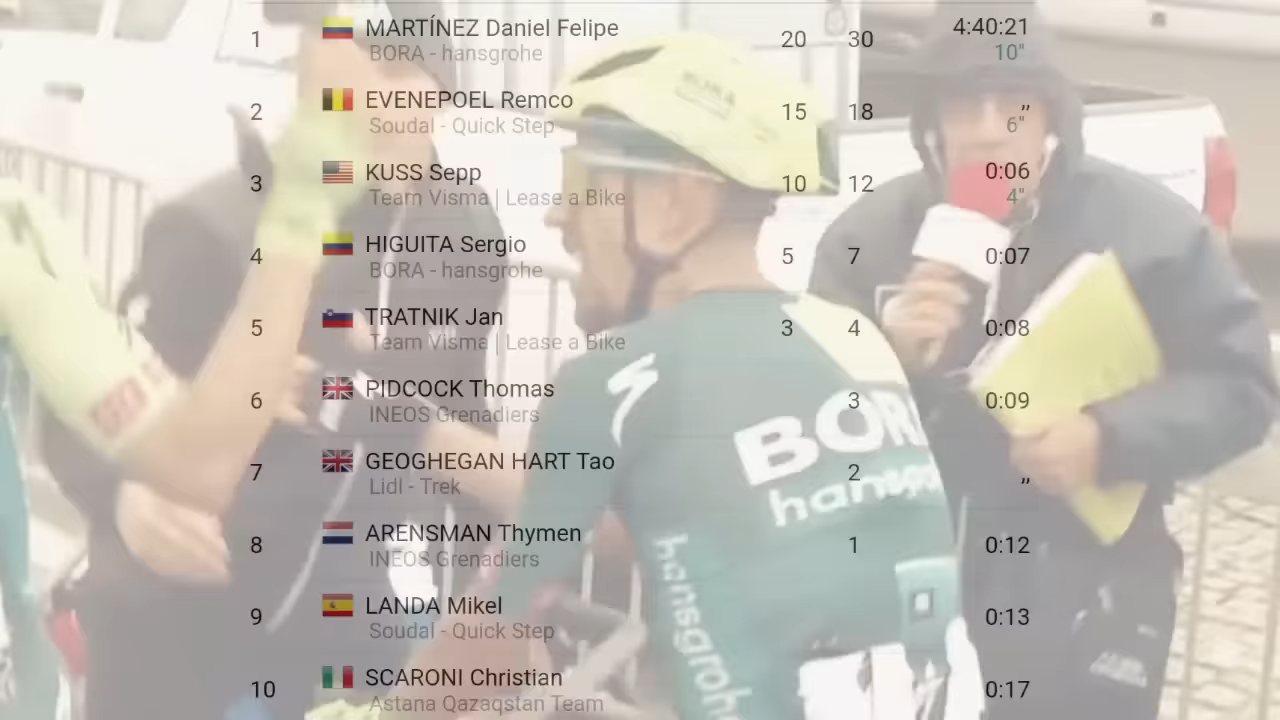 1 MARTÍNEZ Daniel Felipe 20 30 4:40:21
BORA - hansgrohe 10"
2 EVENEPOEL Remco 15 18 ,,
Soudal - Quick Step 6"
3 KUSS Sepp 10 12 0:06
Team Visma | Lease a Bike 4"
4 HIGUITA Sergio 5 7 0:07
BORA - hansgrohe
5 TRATNIK Jan 3 4 0:08
Team Visma | Lease a Bike
6 PIDCOCK Thomas 3 0:09
INEOS Grenadiers
7 GEOGHEGAN HART Tao 2 ,,
Lidl - Trek
8 ARENSMAN Thymen 1 0:12
INEOS Grenadiers
9 LANDA Mikel 0:13
Soudal - Quick Step
10 SCARONI Christian 0:17
Astana Qazaqstan Team
BORA
BORA
hansgrohe